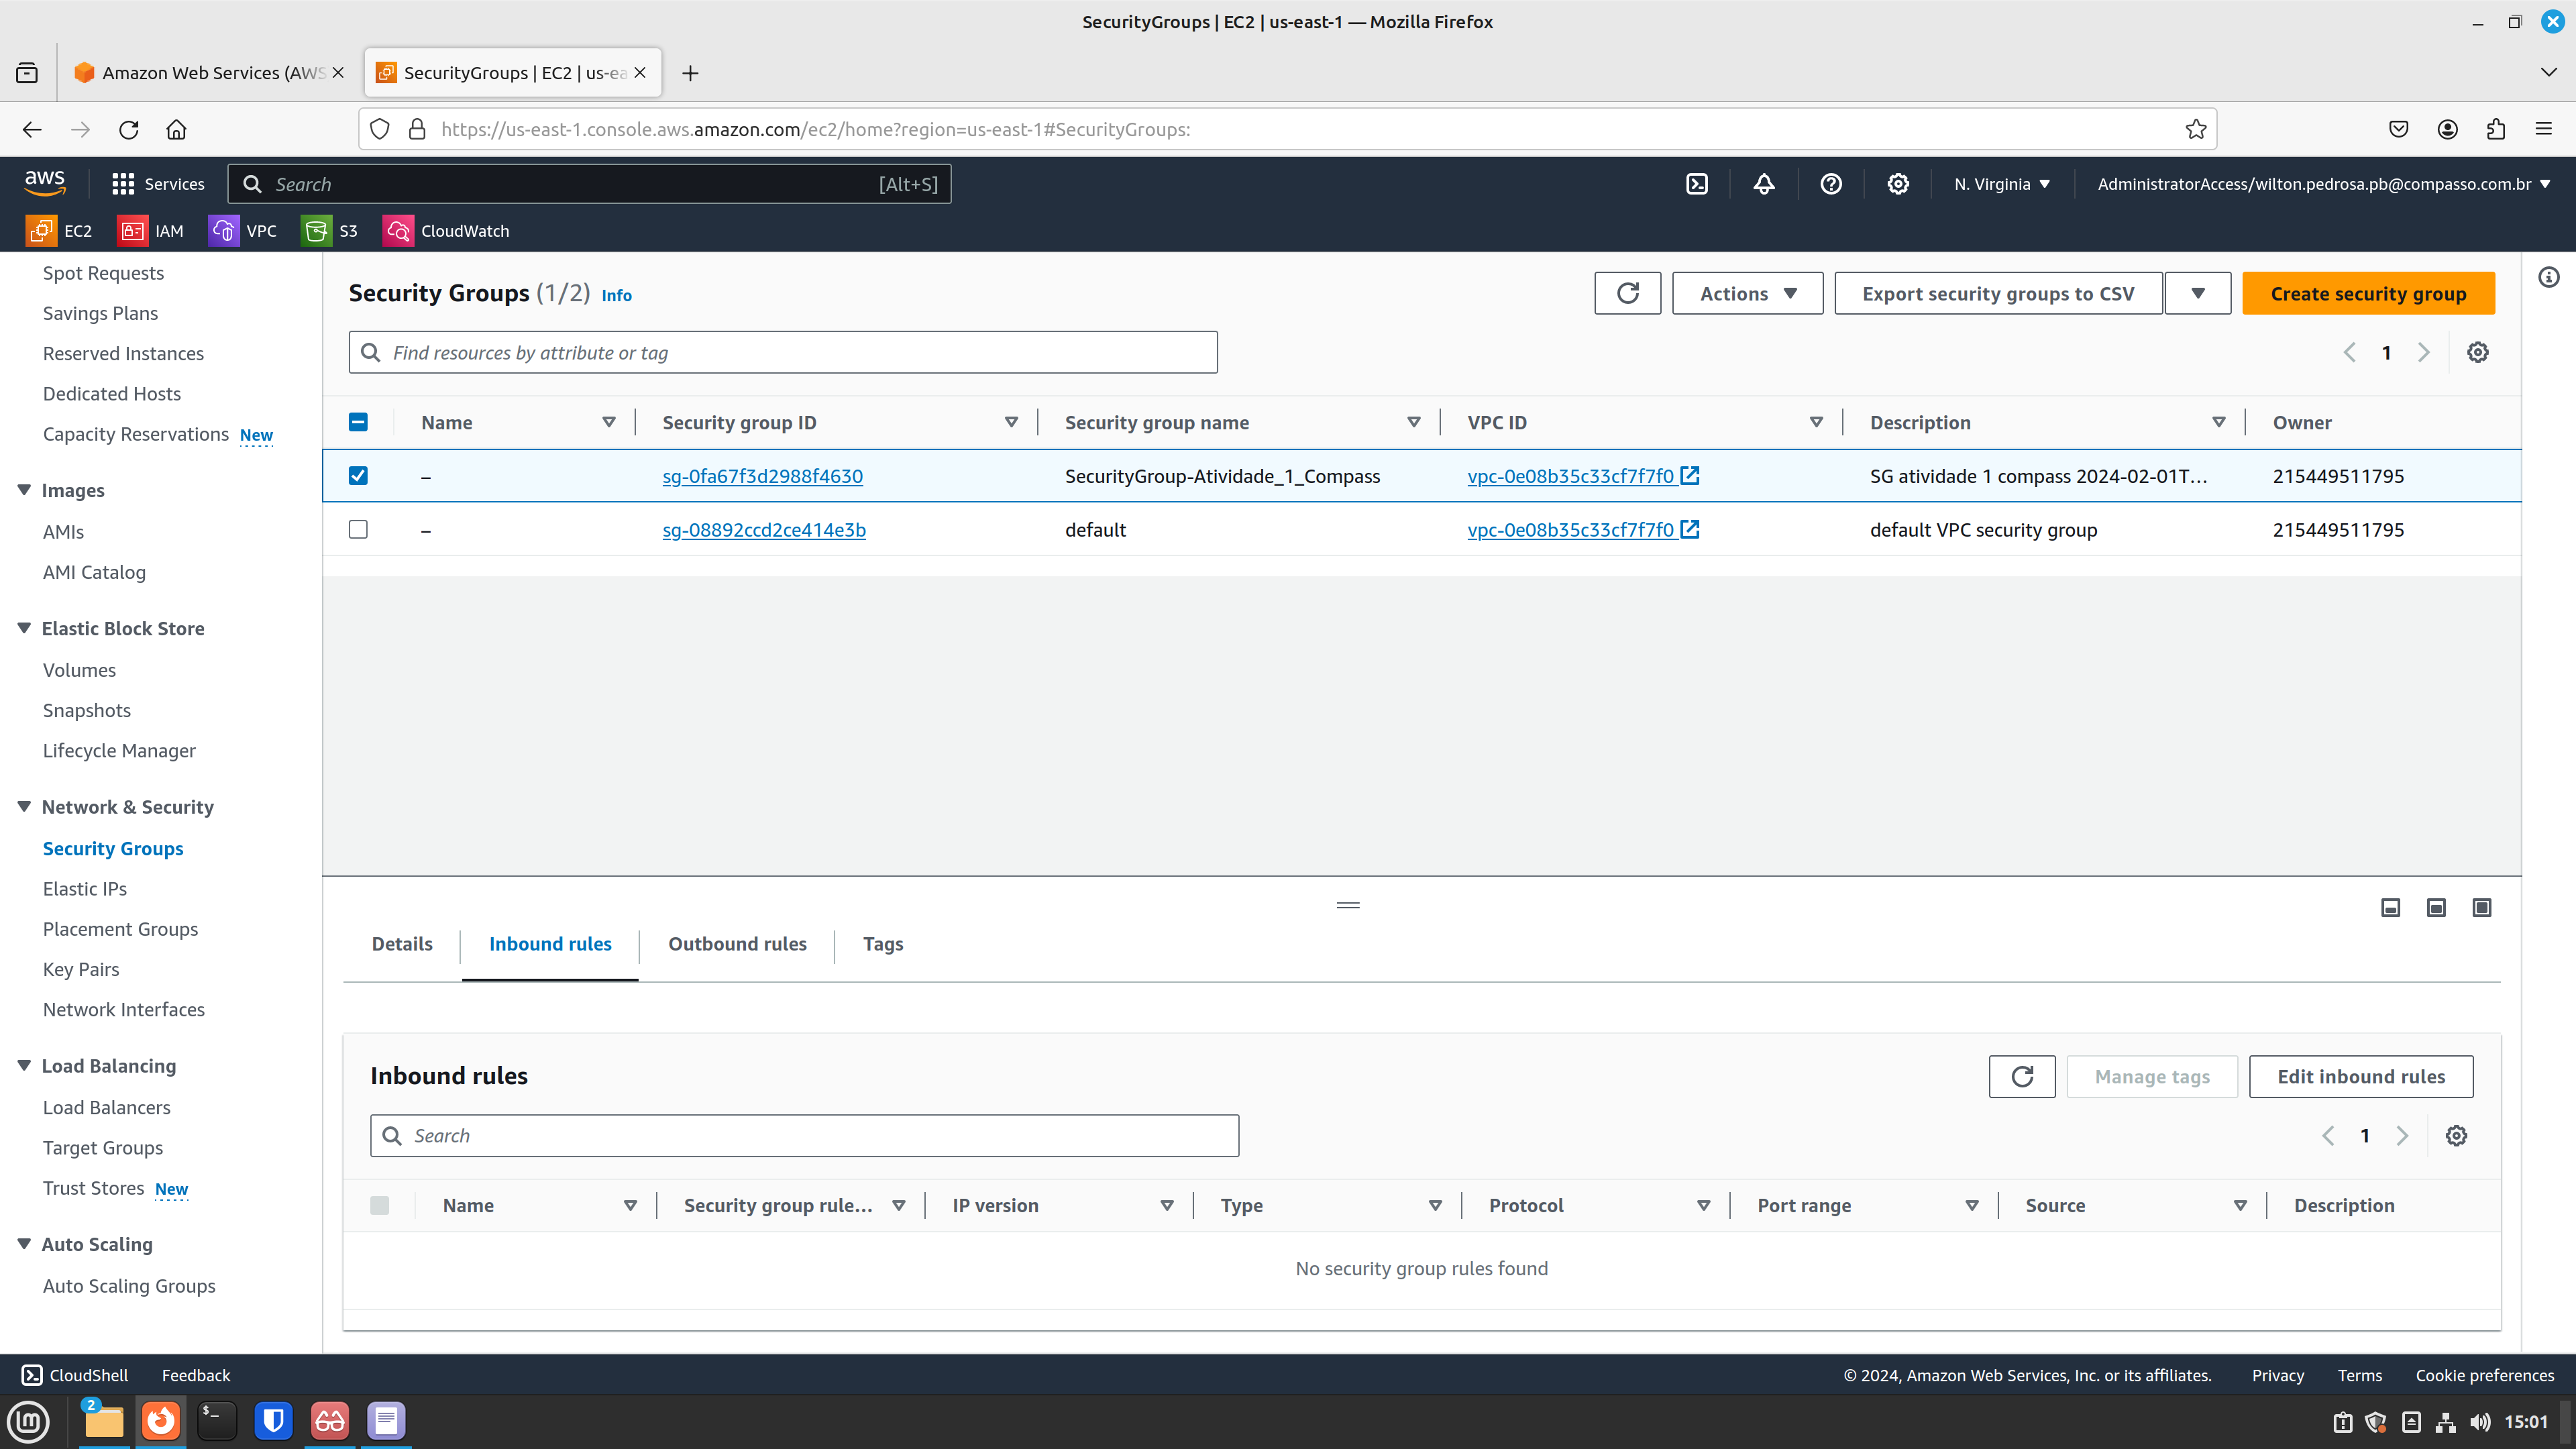 SecurityGroups | EC2 | us-east-1 — Mozilla Firefox
Amazon Web Services (AWS
SecurityGroups | EC2 | us-ea
https://us-east-1.console.aws.amazon.com/ec2/home?region=us-east-1#SecurityGroups:
aws Services Search [Alt+S] N. Virginia AdministratorAccess/wilton.pedrosa.pb@compasso.com.br
EC2 IAM VPC S3 CloudWatch
Spot Requests
Savings Plans
Reserved Instances
Dedicated Hosts
Capacity Reservations New
Images
AMIs
AMI Catalog
Elastic Block Store
Volumes
Snapshots
Lifecycle Manager
Network & Security
Security Groups
Elastic IPs
Placement Groups
Key Pairs
Network Interfaces
Load Balancing
Load Balancers
Target Groups
Trust Stores New
Auto Scaling
Auto Scaling Groups
Security Groups (1/2) Info Actions Export security groups to CSV Create security group
Find resources by attribute or tag 1
Name Security group ID Security group name VPC ID Description Owner
– sg-0fa67f3d2988f4630 SecurityGroup-Atividade_1_Compass vpc-0e08b35c33cf7f7f0 SG atividade 1 compass 2024-02-01T... 215449511795
– sg-08892ccd2ce414e3b default vpc-0e08b35c33cf7f7f0 default VPC security group 215449511795
Details Inbound rules Outbound rules Tags
Inbound rules Manage tags Edit inbound rules
Search 1
Name Security group rule... IP version Type Protocol Port range Source Description
No security group rules found
CloudShell Feedback © 2024, Amazon Web Services, Inc. or its affiliates. Privacy Terms Cookie preferences
2 $_ 15:01